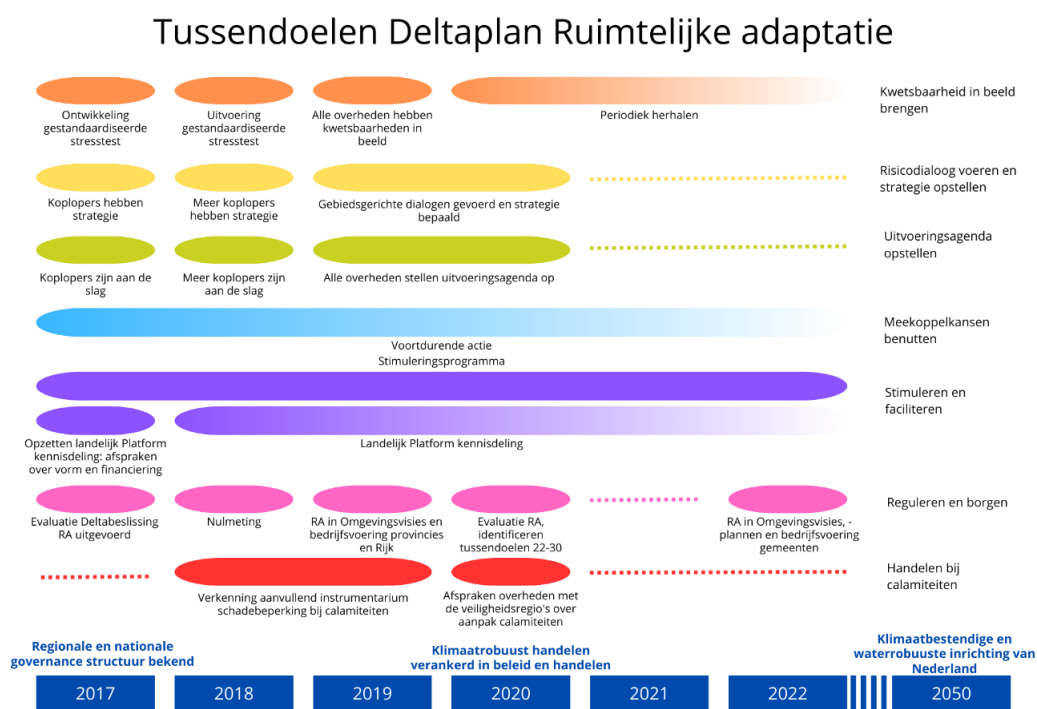 Tussendoelen Deltaplan Ruimtelijke adaptatie
Ontwikkeling
gestandaardiseerde
stresstest
Uitvoering
gestandaardiseerde
stresstest
Alle overheden hebben
kwetsbaarheden in
beeld
Periodiek herhalen
Kwetsbaarheid in beeld
brengen
Koplopers hebben
strategie
Meer koplopers
hebben strategie
Gebiedsgerichte dialogen gevoerd en strategie
bepaald
Risicodialoog voeren en
strategie opstellen
Koplopers zijn aan de
slag
Meer koplopers zijn
aan de slag
Alle overheden stellen uitvoeringsagenda op
Uitvoeringsagenda
opstellen
Voortdurende actie
Stimuleringsprogramma
Meekoppelkansen
benutten
Stimuleren en
faciliteren
Opzetten landelijk Platform
kennisdeling: afspraken
over vorm en financiering
Landelijk Platform kennisdeling
Evaluatie Deltabeslissing
RA uitgevoerd
Nulmeting
RA in Omgevingsvisies en
bedrijfsvoering provincies
en Rijk
Evaluatie RA,
identificeren
tussendoelen 22-30
RA in Omgevingsvisies, -
plannen en bedrijfsvoering
gemeenten
Reguleren en borgen
Verkenning aanvullend instrumentarium
schadebeperking bij calamiteiten
Afspraken overheden met
de veiligheidsregio's over
aanpak calamiteiten
Handelen bij
calamiteiten
Regionale en nationale
governance structuur bekend
Klimaatrobuust handelen
verankerd in beleid en handelen
Klimaatbestendige en
waterrobuuste inrichting van
Nederland
2017
2018
2019
2020
2021
2022
2050